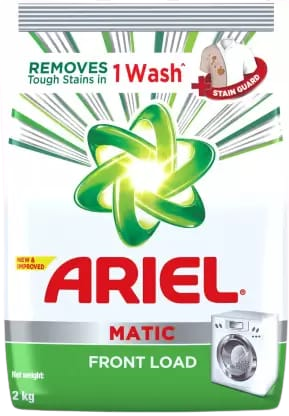 REMOVES
Tough Stains in
1 Wash^
+
STAIN GUARD
NEW &
IMPROVED
ARIEL®
MATIC
FRONT LOAD
Net weight:
2 kg